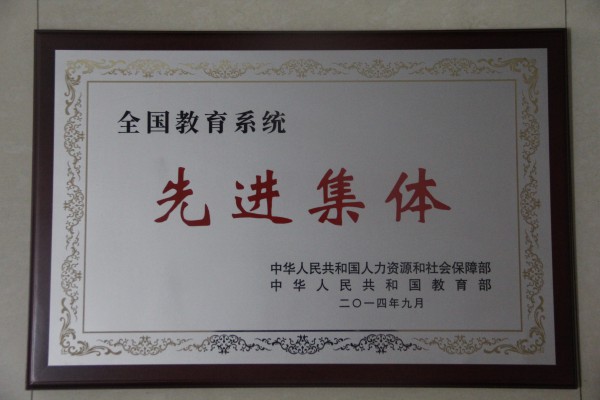 全国教育系统
先进集体
中华人民共和国人力资源和社会保障部
中华人民共和国教育部
二〇一四年九月